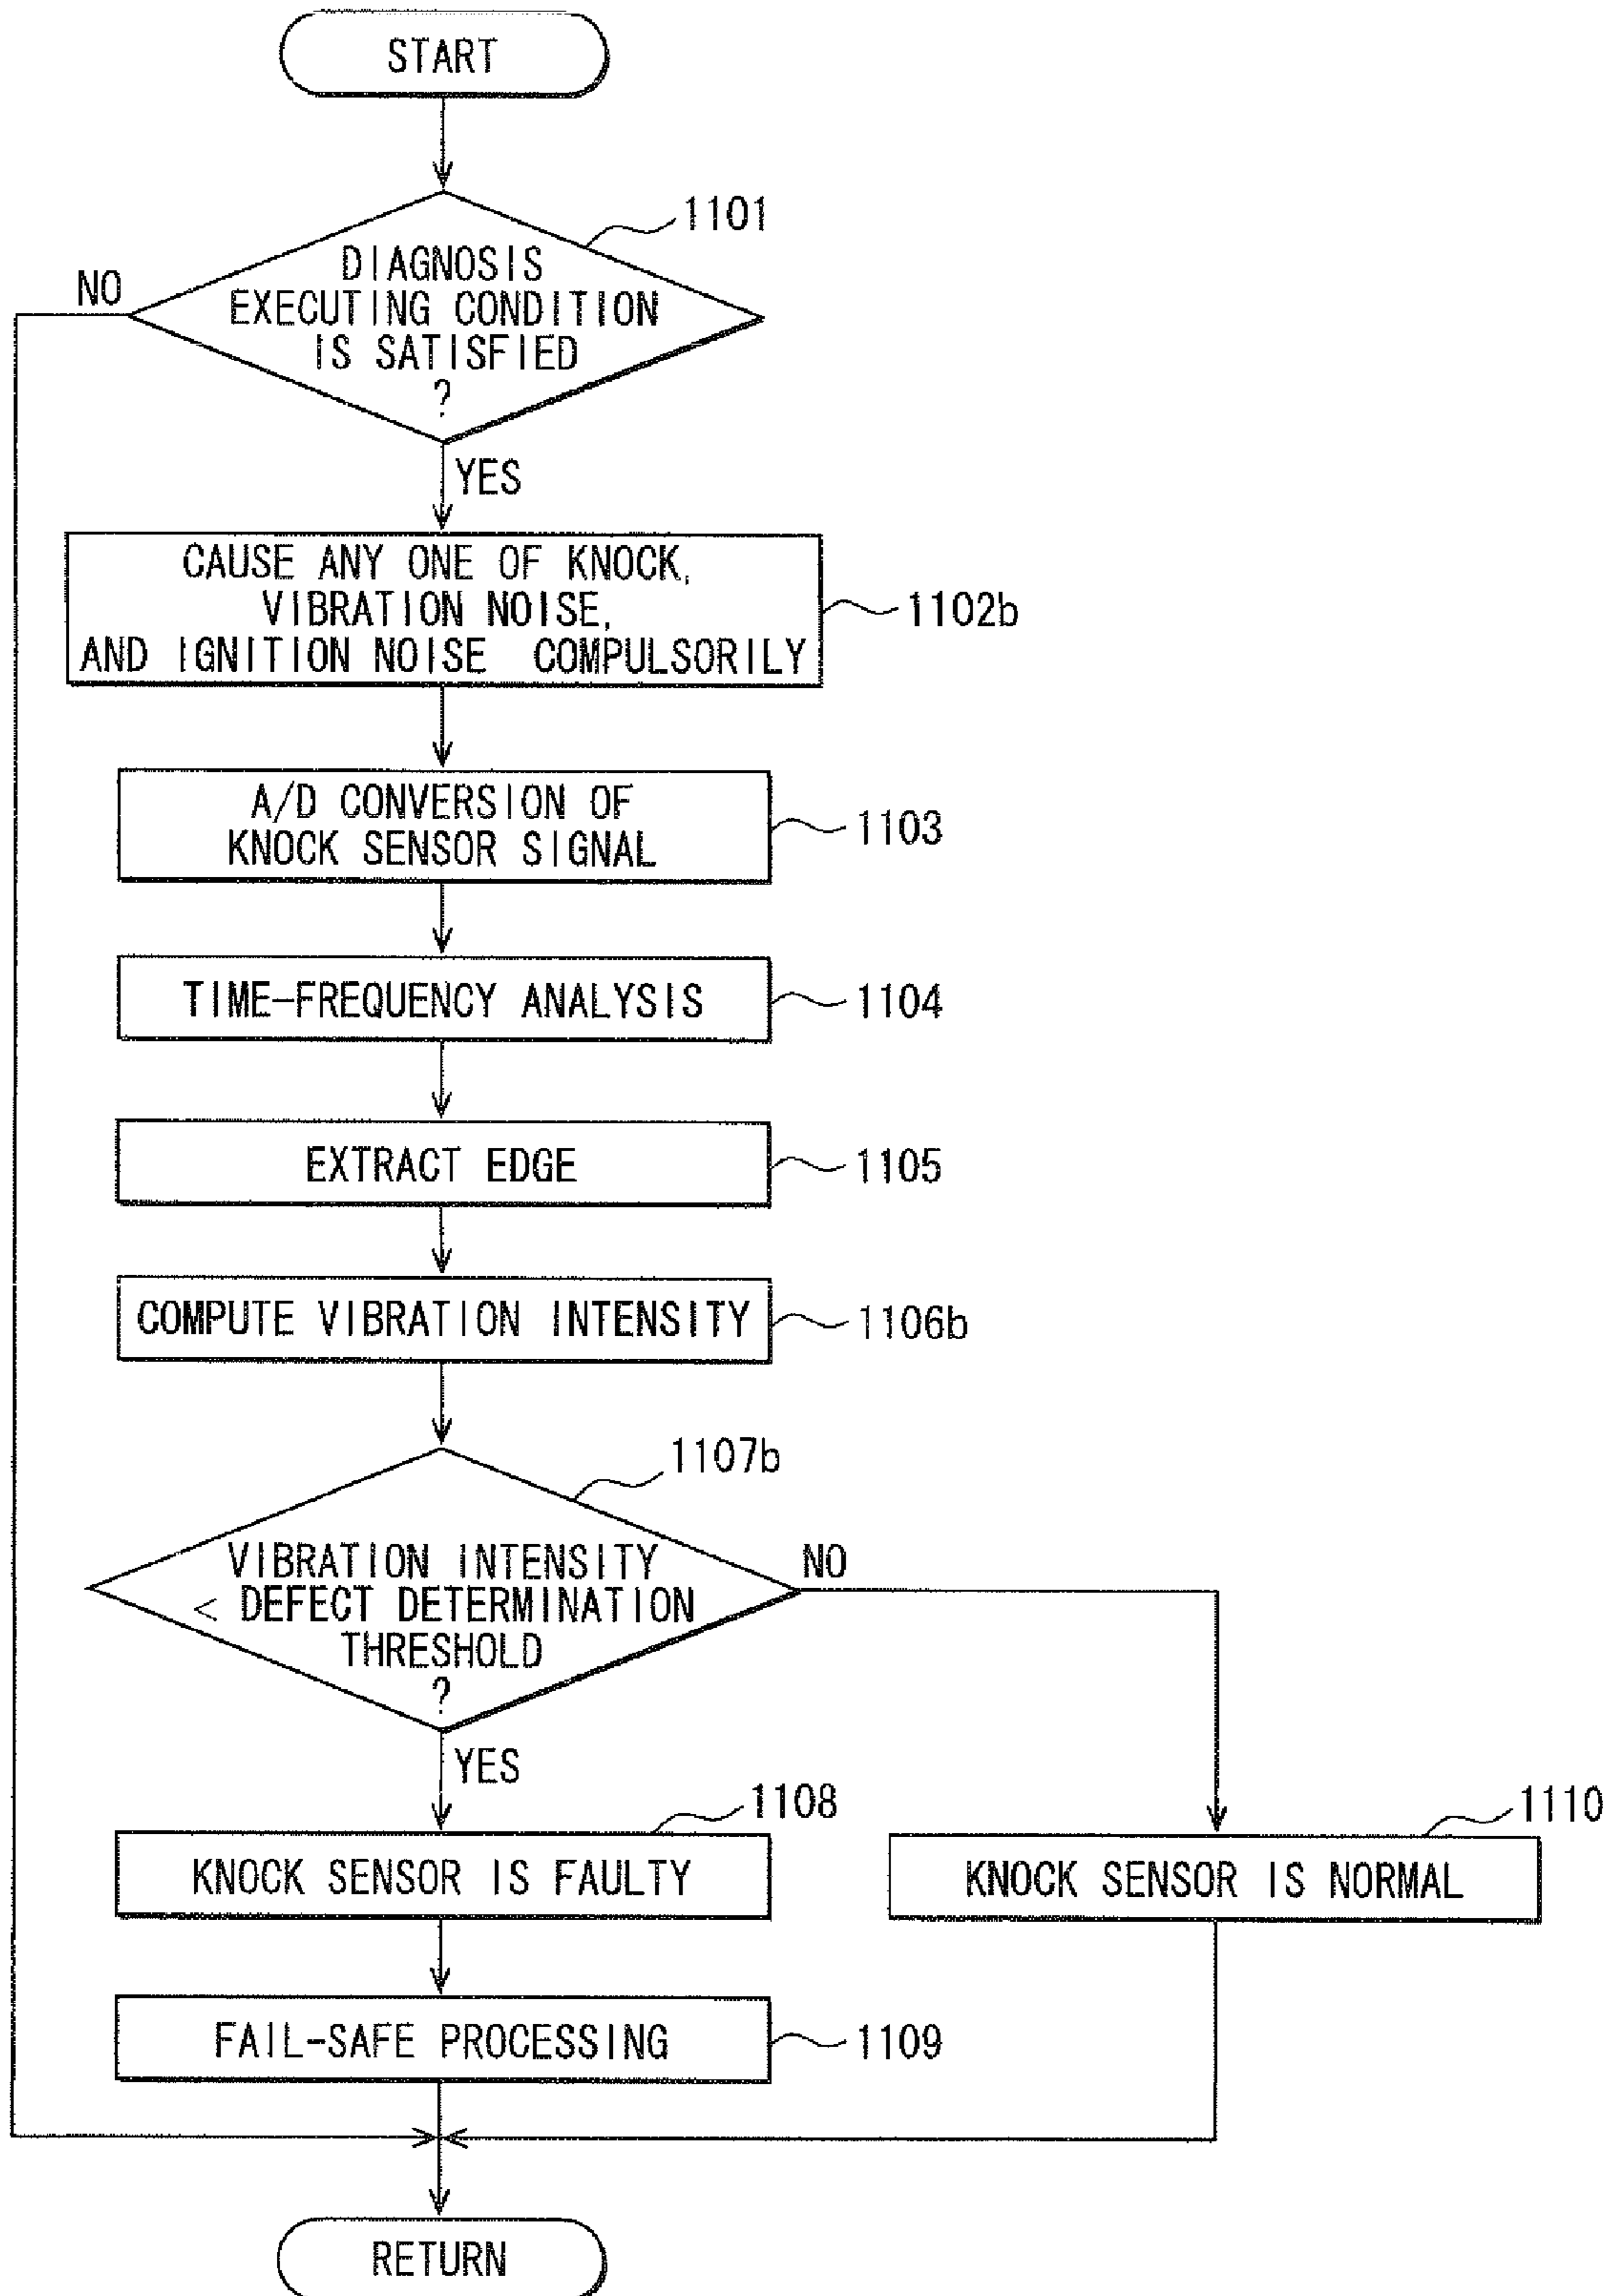 START
1101
DIAGNOSIS
EXECUTING CONDITION
IS SATISFIED
?
NO
YES
CAUSE ANY ONE OF KNOCK,
VIBRATION NOISE,
AND IGNITION NOISE COMPULSORILY
1102b
A/D CONVERSION OF
KNOCK SENSOR SIGNAL
1103
TIME-FREQUENCY ANALYSIS
1104
EXTRACT EDGE
1105
COMPUTE VIBRATION INTENSITY
1106b
1107b
VIBRATION INTENSITY
< DEFECT DETERMINATION
THRESHOLD
?
NO
YES
1108
KNOCK SENSOR IS FAULTY
1110
KNOCK SENSOR IS NORMAL
FAIL-SAFE PROCESSING
1109
RETURN